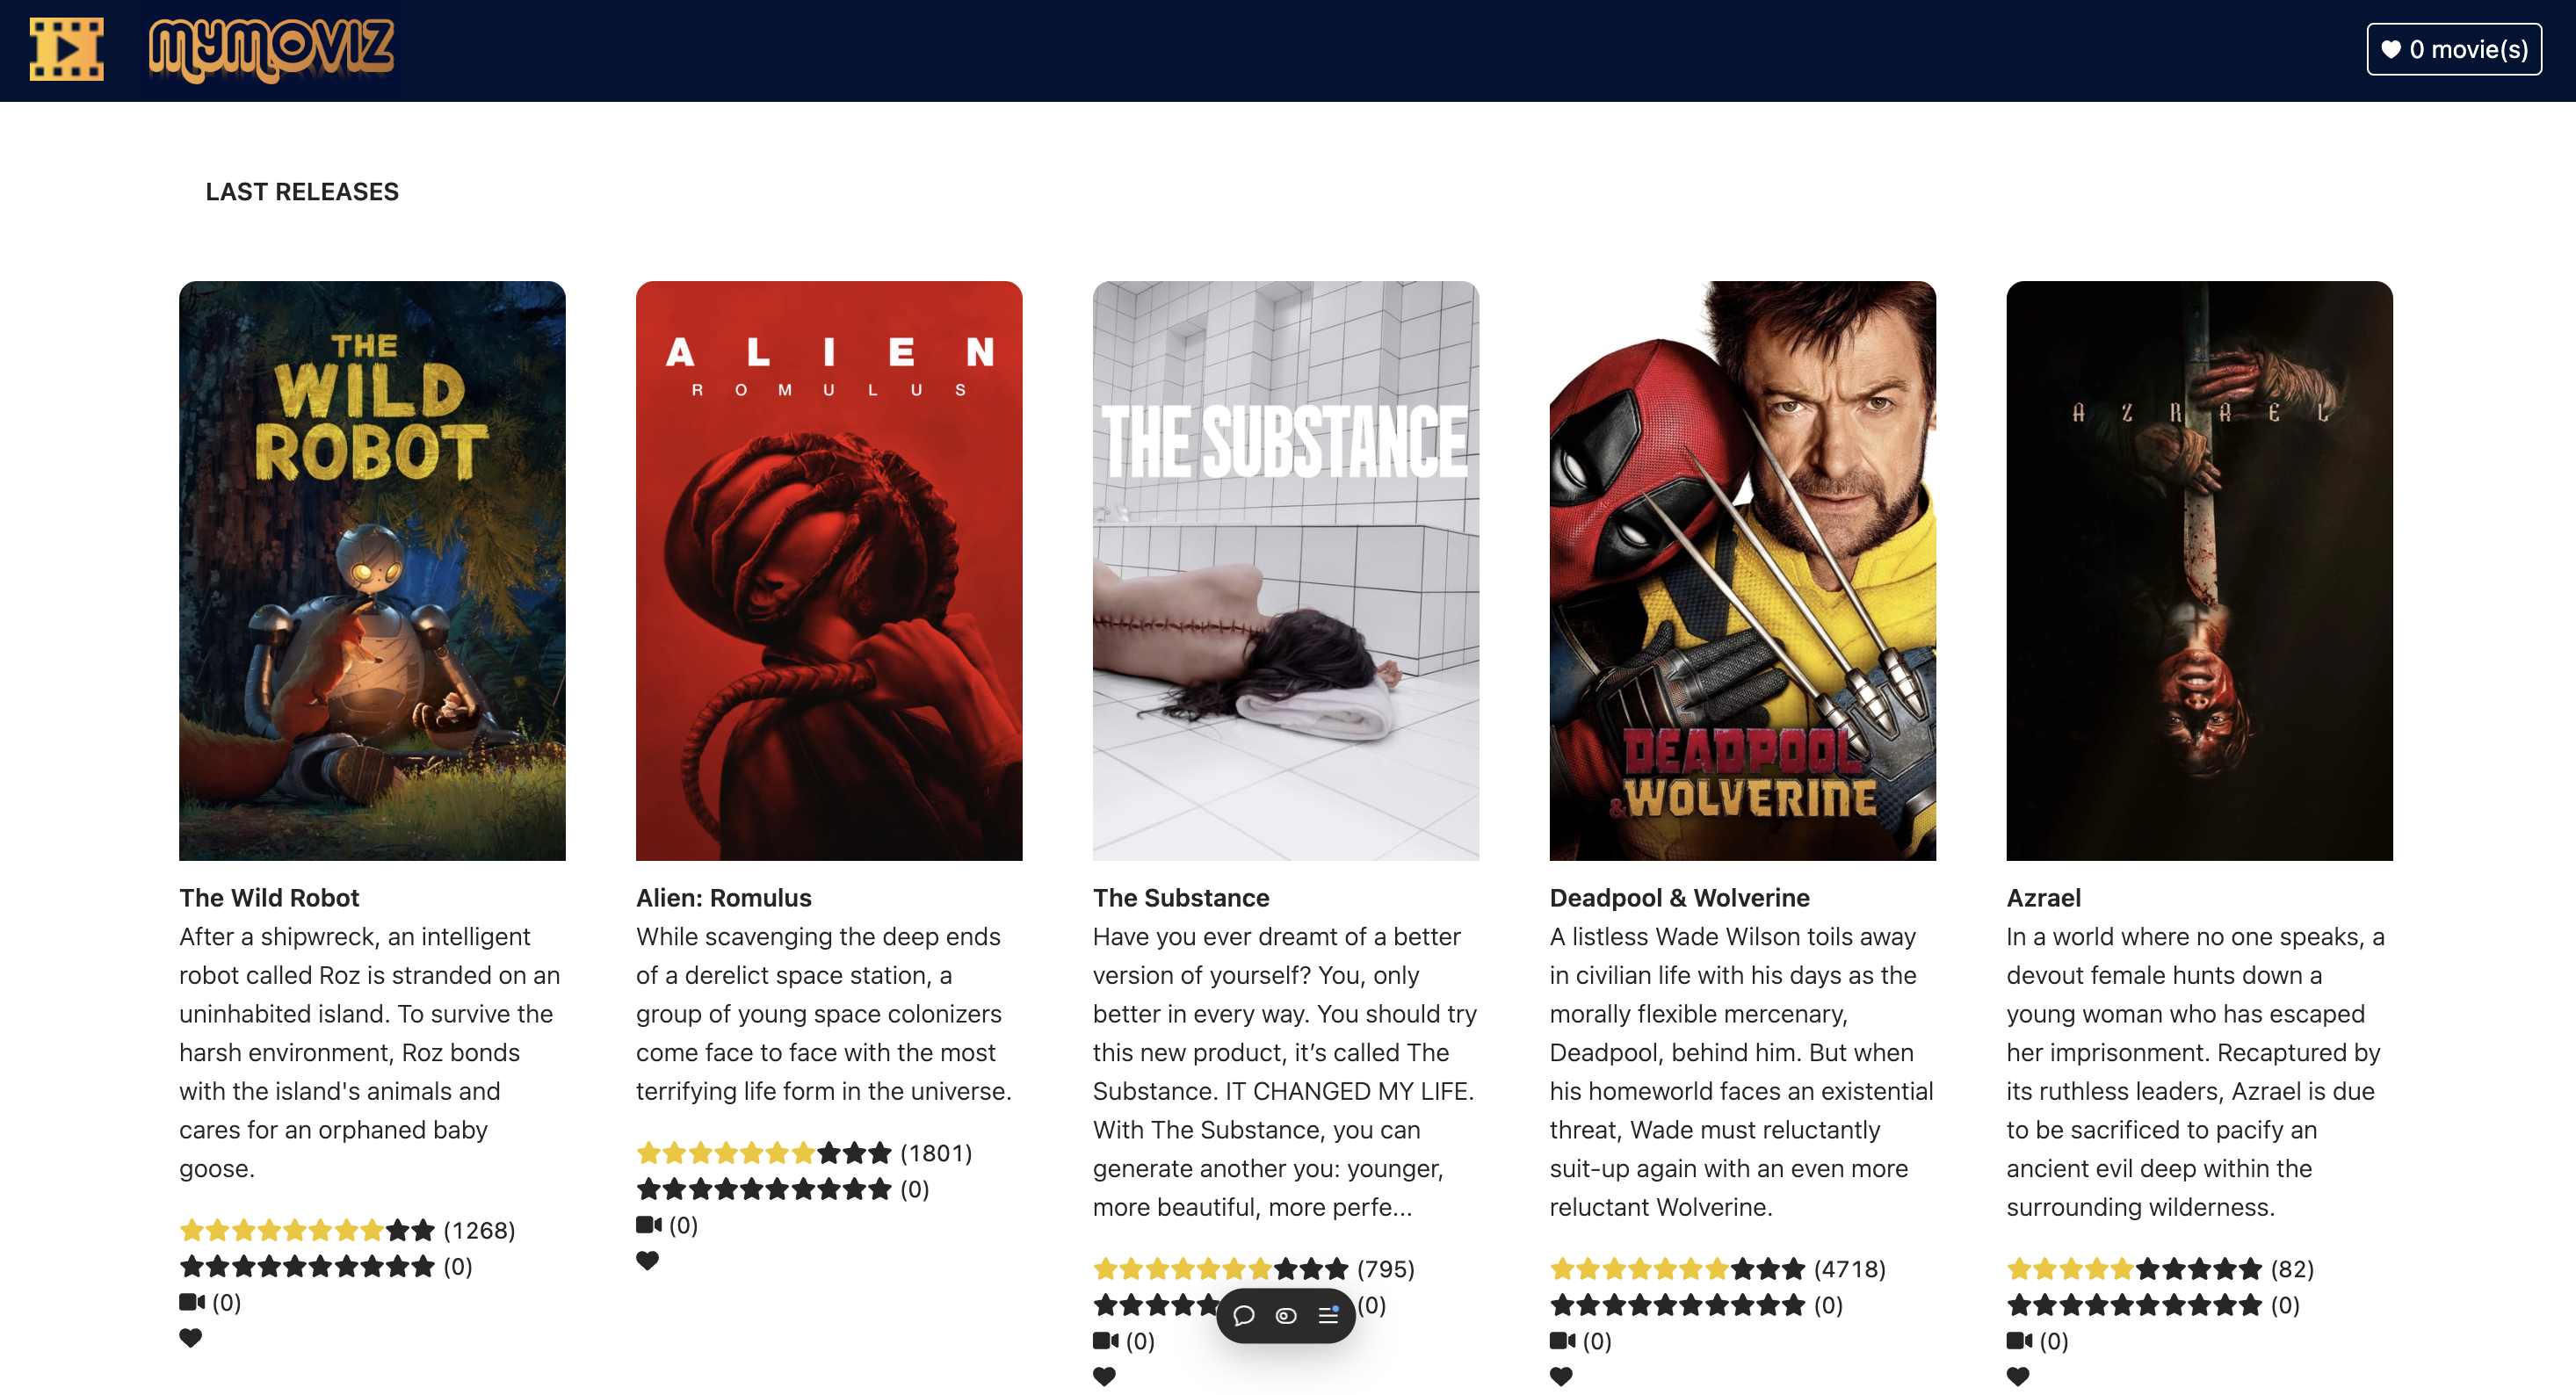 mymoviz
0 movie(s)
LAST RELEASES
THE
WILD
ROBOT
The Wild Robot
After a shipwreck, an intelligent
robot called Roz is stranded on an
uninhabited island. To survive the
harsh environment, Roz bonds
with the island's animals and
cares for an orphaned baby
goose.
(1268)
(0)
(0)
ALIEN
ROMULUS
Alien: Romulus
While scavenging the deep ends
of a derelict space station, a
group of young space colonizers
come face to face with the most
terrifying life form in the universe.
(1801)
(0)
(0)
THE SUBSTANCE
The Substance
Have you ever dreamt of a better
version of yourself? You, only
better in every way. You should try
this new product, it’s called The
Substance. IT CHANGED MY LIFE.
With The Substance, you can
generate another you: younger,
more beautiful, more perfe...
(795)
(0)
(0)
DEADPOOL
&WOLVERINE
Deadpool & Wolverine
A listless Wade Wilson toils away
in civilian life with his days as the
morally flexible mercenary,
Deadpool, behind him. But when
his homeworld faces an existential
threat, Wade must reluctantly
suit-up again with an even more
reluctant Wolverine.
(4718)
(0)
(0)
AZRAEL
Azrael
In a world where no one speaks, a
devout female hunts down a
young woman who has escaped
her imprisonment. Recaptured by
its ruthless leaders, Azrael is due
to be sacrificed to pacify an
ancient evil deep within the
surrounding wilderness.
(82)
(0)
(0)